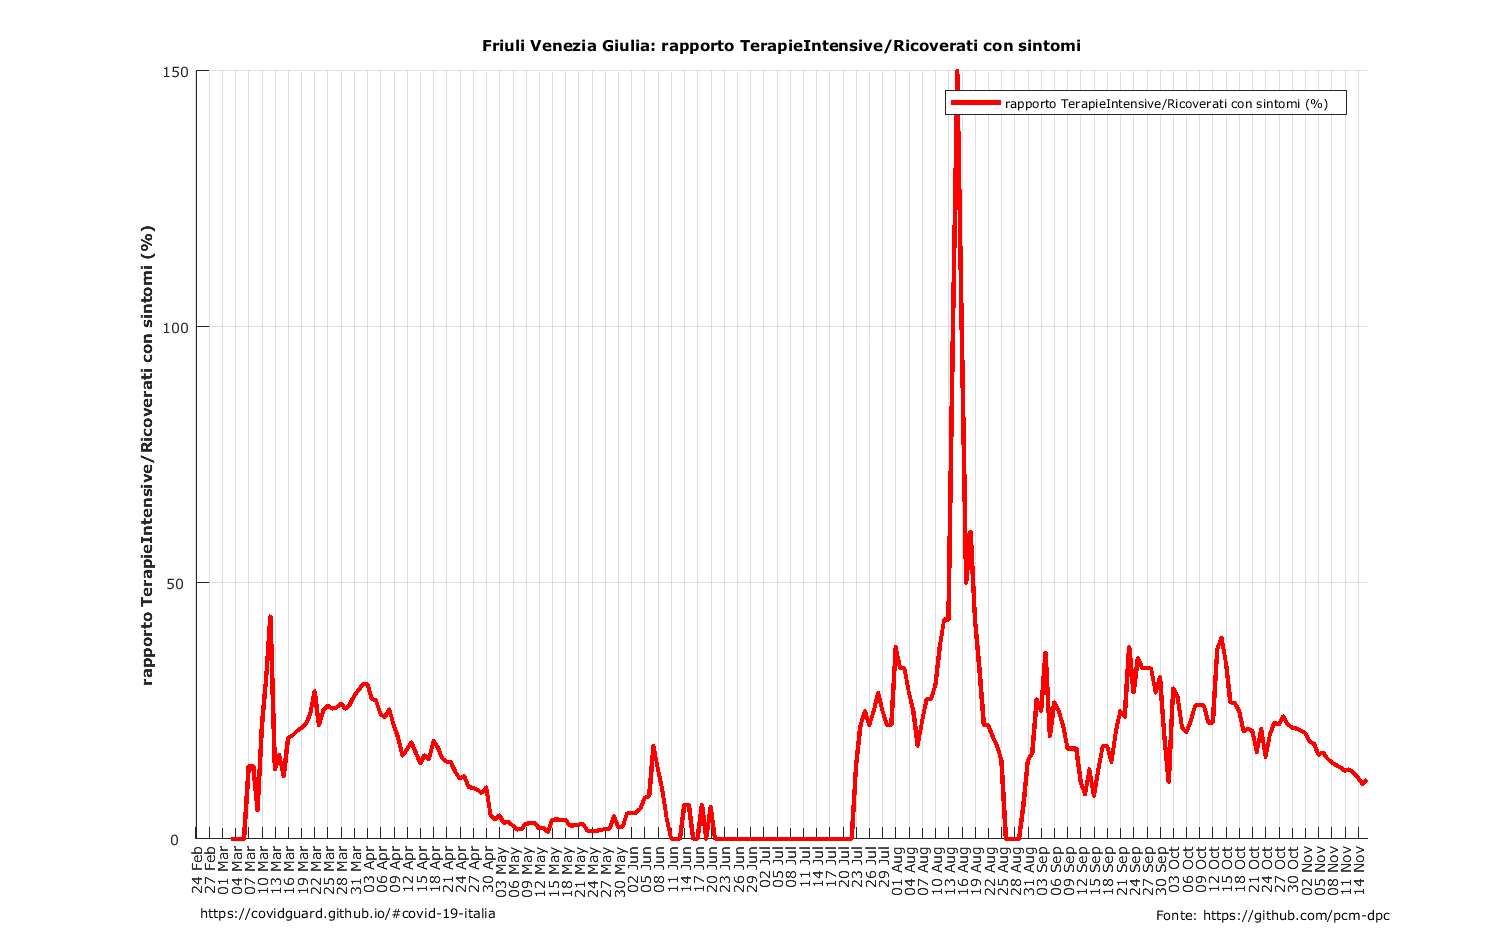 Friuli Venezia Giulia: rapporto TerapieIntensive/Ricoverati con sintomi
rapporto TerapieIntensive/Ricoverati con sintomi (%)
rapporto TerapieIntensive/Ricoverati con sintomi (%)
150
100
50
0
24 Feb
27 Feb
01 Mar
04 Mar
07 Mar
10 Mar
13 Mar
16 Mar
19 Mar
22 Mar
25 Mar
28 Mar
31 Mar
03 Apr
06 Apr
09 Apr
12 Apr
15 Apr
18 Apr
21 Apr
24 Apr
27 Apr
30 Apr
03 May
06 May
09 May
12 May
15 May
18 May
21 May
24 May
27 May
30 May
02 Jun
05 Jun
08 Jun
11 Jun
14 Jun
17 Jun
20 Jun
23 Jun
26 Jun
29 Jun
02 Jul
05 Jul
08 Jul
11 Jul
14 Jul
17 Jul
20 Jul
23 Jul
26 Jul
29 Jul
01 Aug
04 Aug
07 Aug
10 Aug
13 Aug
16 Aug
19 Aug
22 Aug
25 Aug
28 Aug
31 Aug
03 Sep
06 Sep
09 Sep
12 Sep
15 Sep
18 Sep
21 Sep
24 Sep
27 Sep
30 Sep
03 Oct
06 Oct
09 Oct
12 Oct
15 Oct
18 Oct
21 Oct
24 Oct
27 Oct
30 Oct
02 Nov
05 Nov
08 Nov
11 Nov
14 Nov
https://covidguard.github.io/#covid-19-italia
Fonte: https://github.com/pcm-dpc